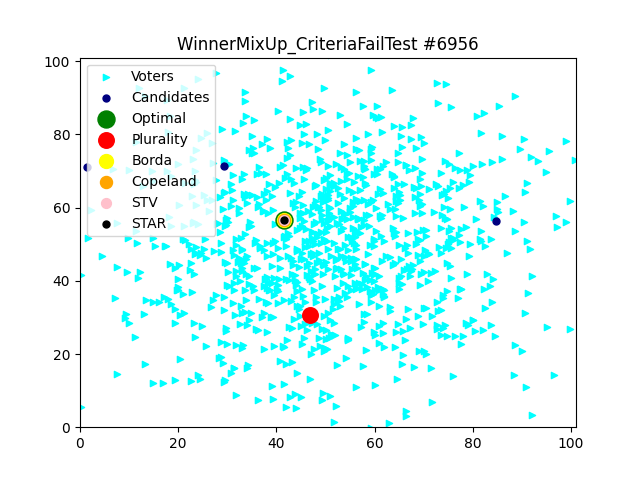 WinnerMixUp_CriteriaFailTest #6956
100
80
60
40
20
0
0 20 40 60 80 100
Voters
Candidates
Optimal
Plurality
Borda
Copeland
STV
STAR